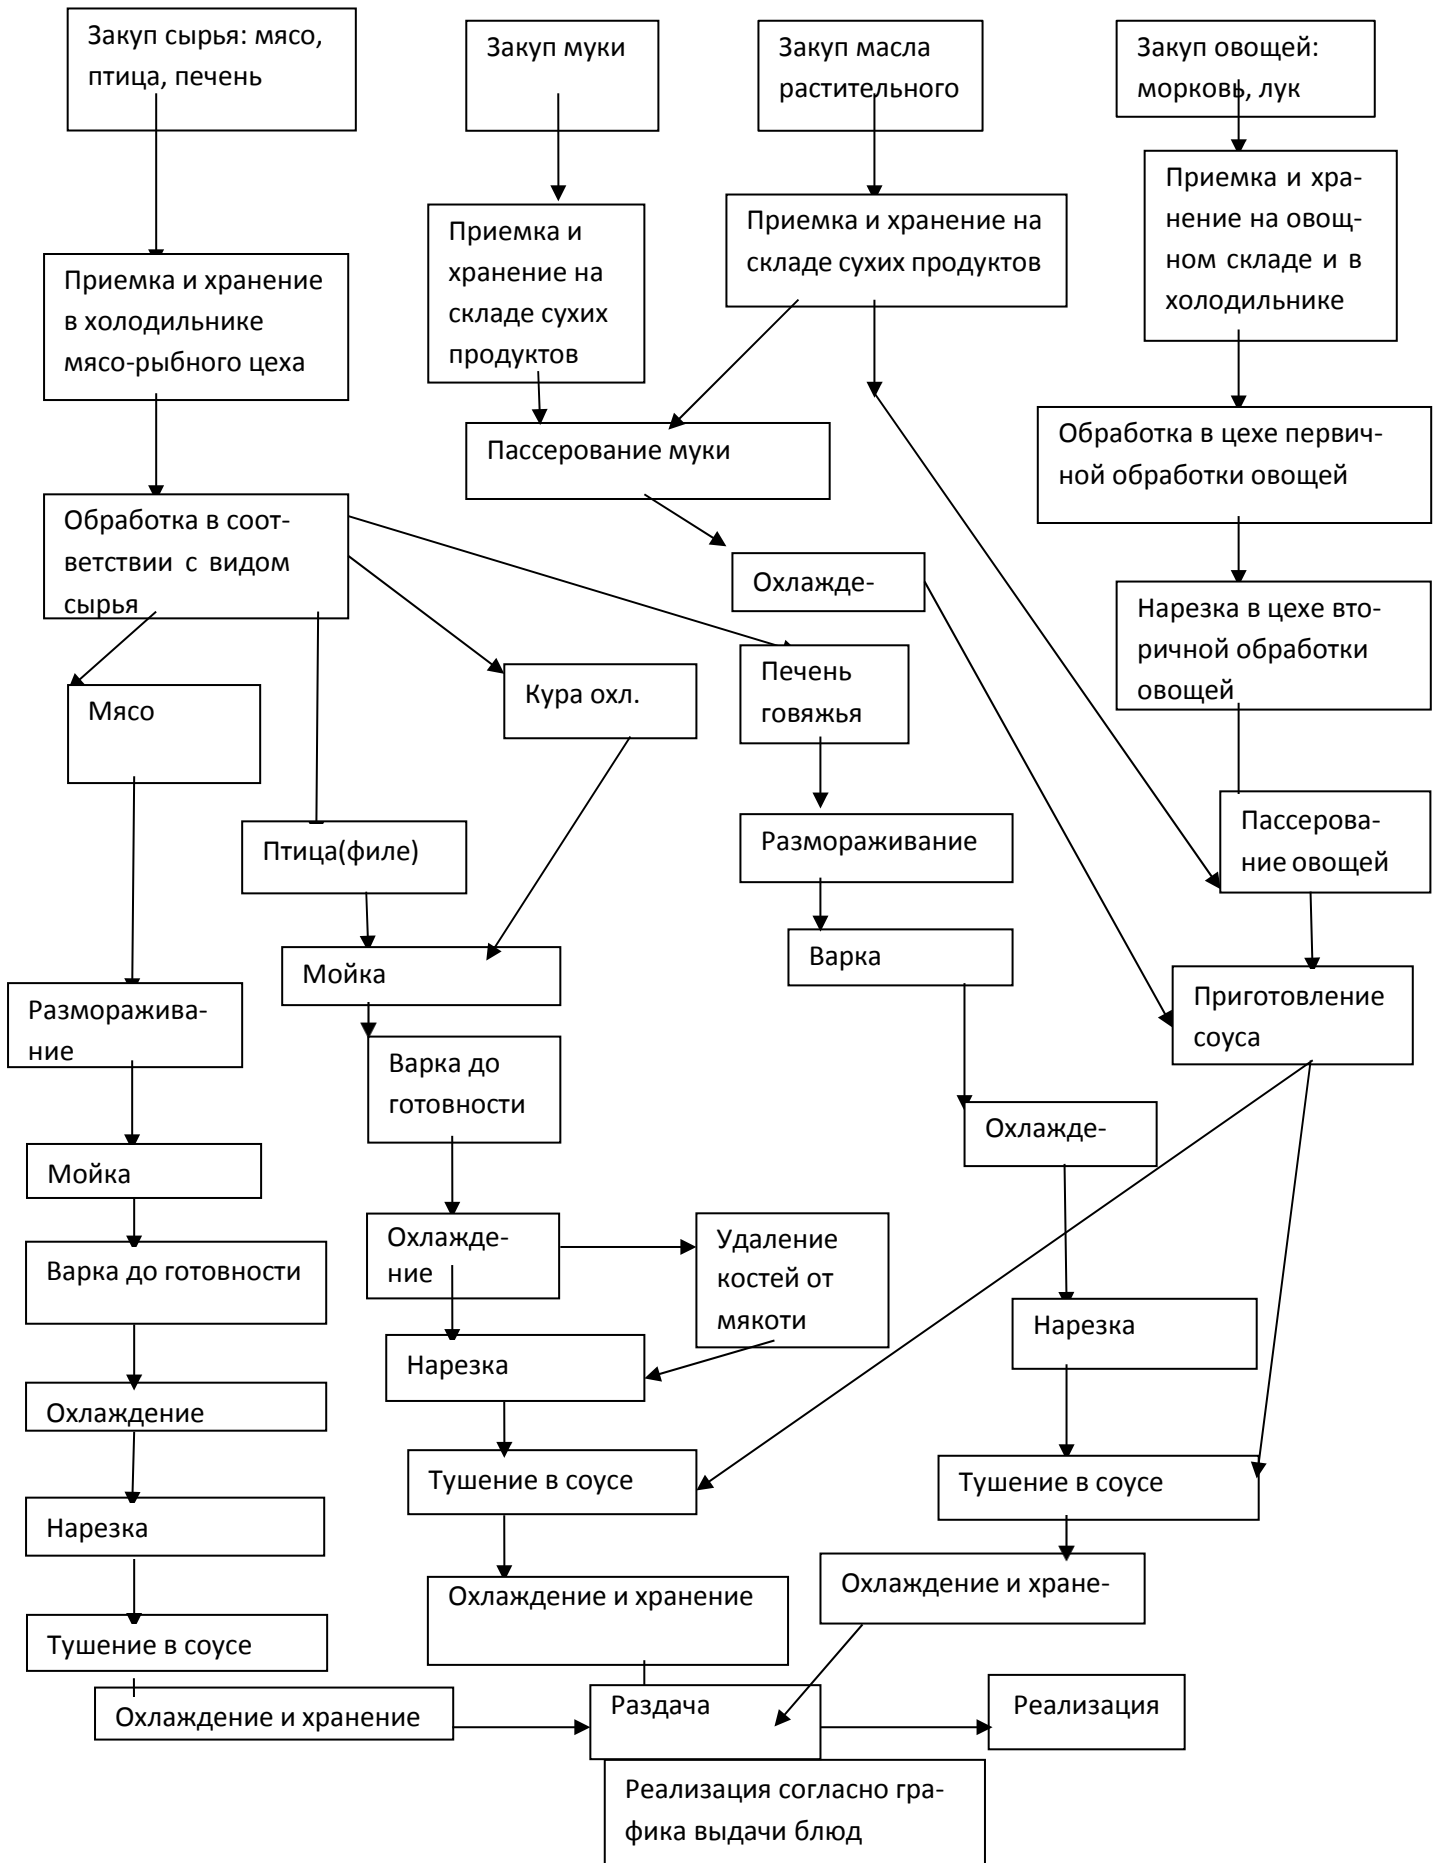 Закуп сырья: мясо,
птица, печень
Закуп муки
Закуп масла
растительного
Закуп овощей:
морковь, лук
Приемка и хранение
в холодильнике
мясо-рыбного цеха
Приемка и
хранение на
складе сухих
продуктов
Приемка и хранение на
складе сухих продуктов
Приемка и хра-
нение на овощ-
ном складе и в
холодильнике
Пассерование муки
Обработка в цехе первич-
ной обработки овощей
Обработка в соот-
ветствии с видом
сырья
Охлажде-
Нарезка в цехе вто-
ричной обработки
овощей
Мясо
Кура охл.
Печень
говяжья
Птица(филе)
Размораживание
Пассерова-
ние овощей
Мойка
Варка
Размоража­ива-
ние
Приготовление
соуса
Варка до
готовности
Охлажде-
Мойка
Варка до готовности
Охлажде-
ние
Удаление
костей от
мякоти
Нарезка
Нарезка
Охлаждение
Тушение в соусе
Тушение в соусе
Нарезка
Охлаждение и хранение
Охлаждение и хране-
Тушение в соусе
Охлаждение и хранение
Раздача
Реализация
Реализация согласно гра-
фика выдачи блюд